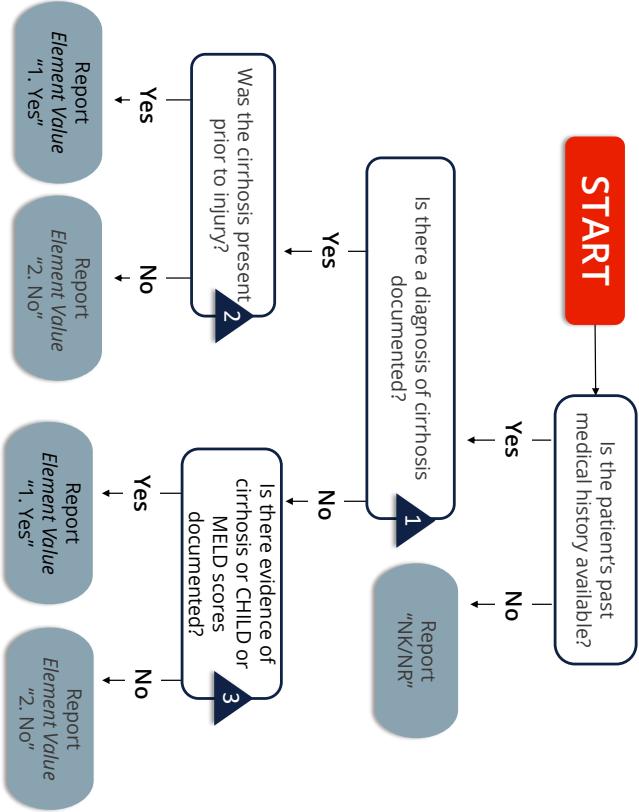 START
Is the patient's past
medical history available?
Yes
No
Is there a diagnosis of cirrhosis
documented?
1
Report
"NK/NR"
Yes
No
Was the cirrhosis present
prior to injury?
2
Is there evidence of
cirrhosis or CHILD or
MELD scores
documented?
3
Yes
No
Yes
No
Report
Element Value
"1. Yes"
Report
Element Value
"2. No"
Report
Element Value
"1. Yes"
Report
Element Value
"2. No"